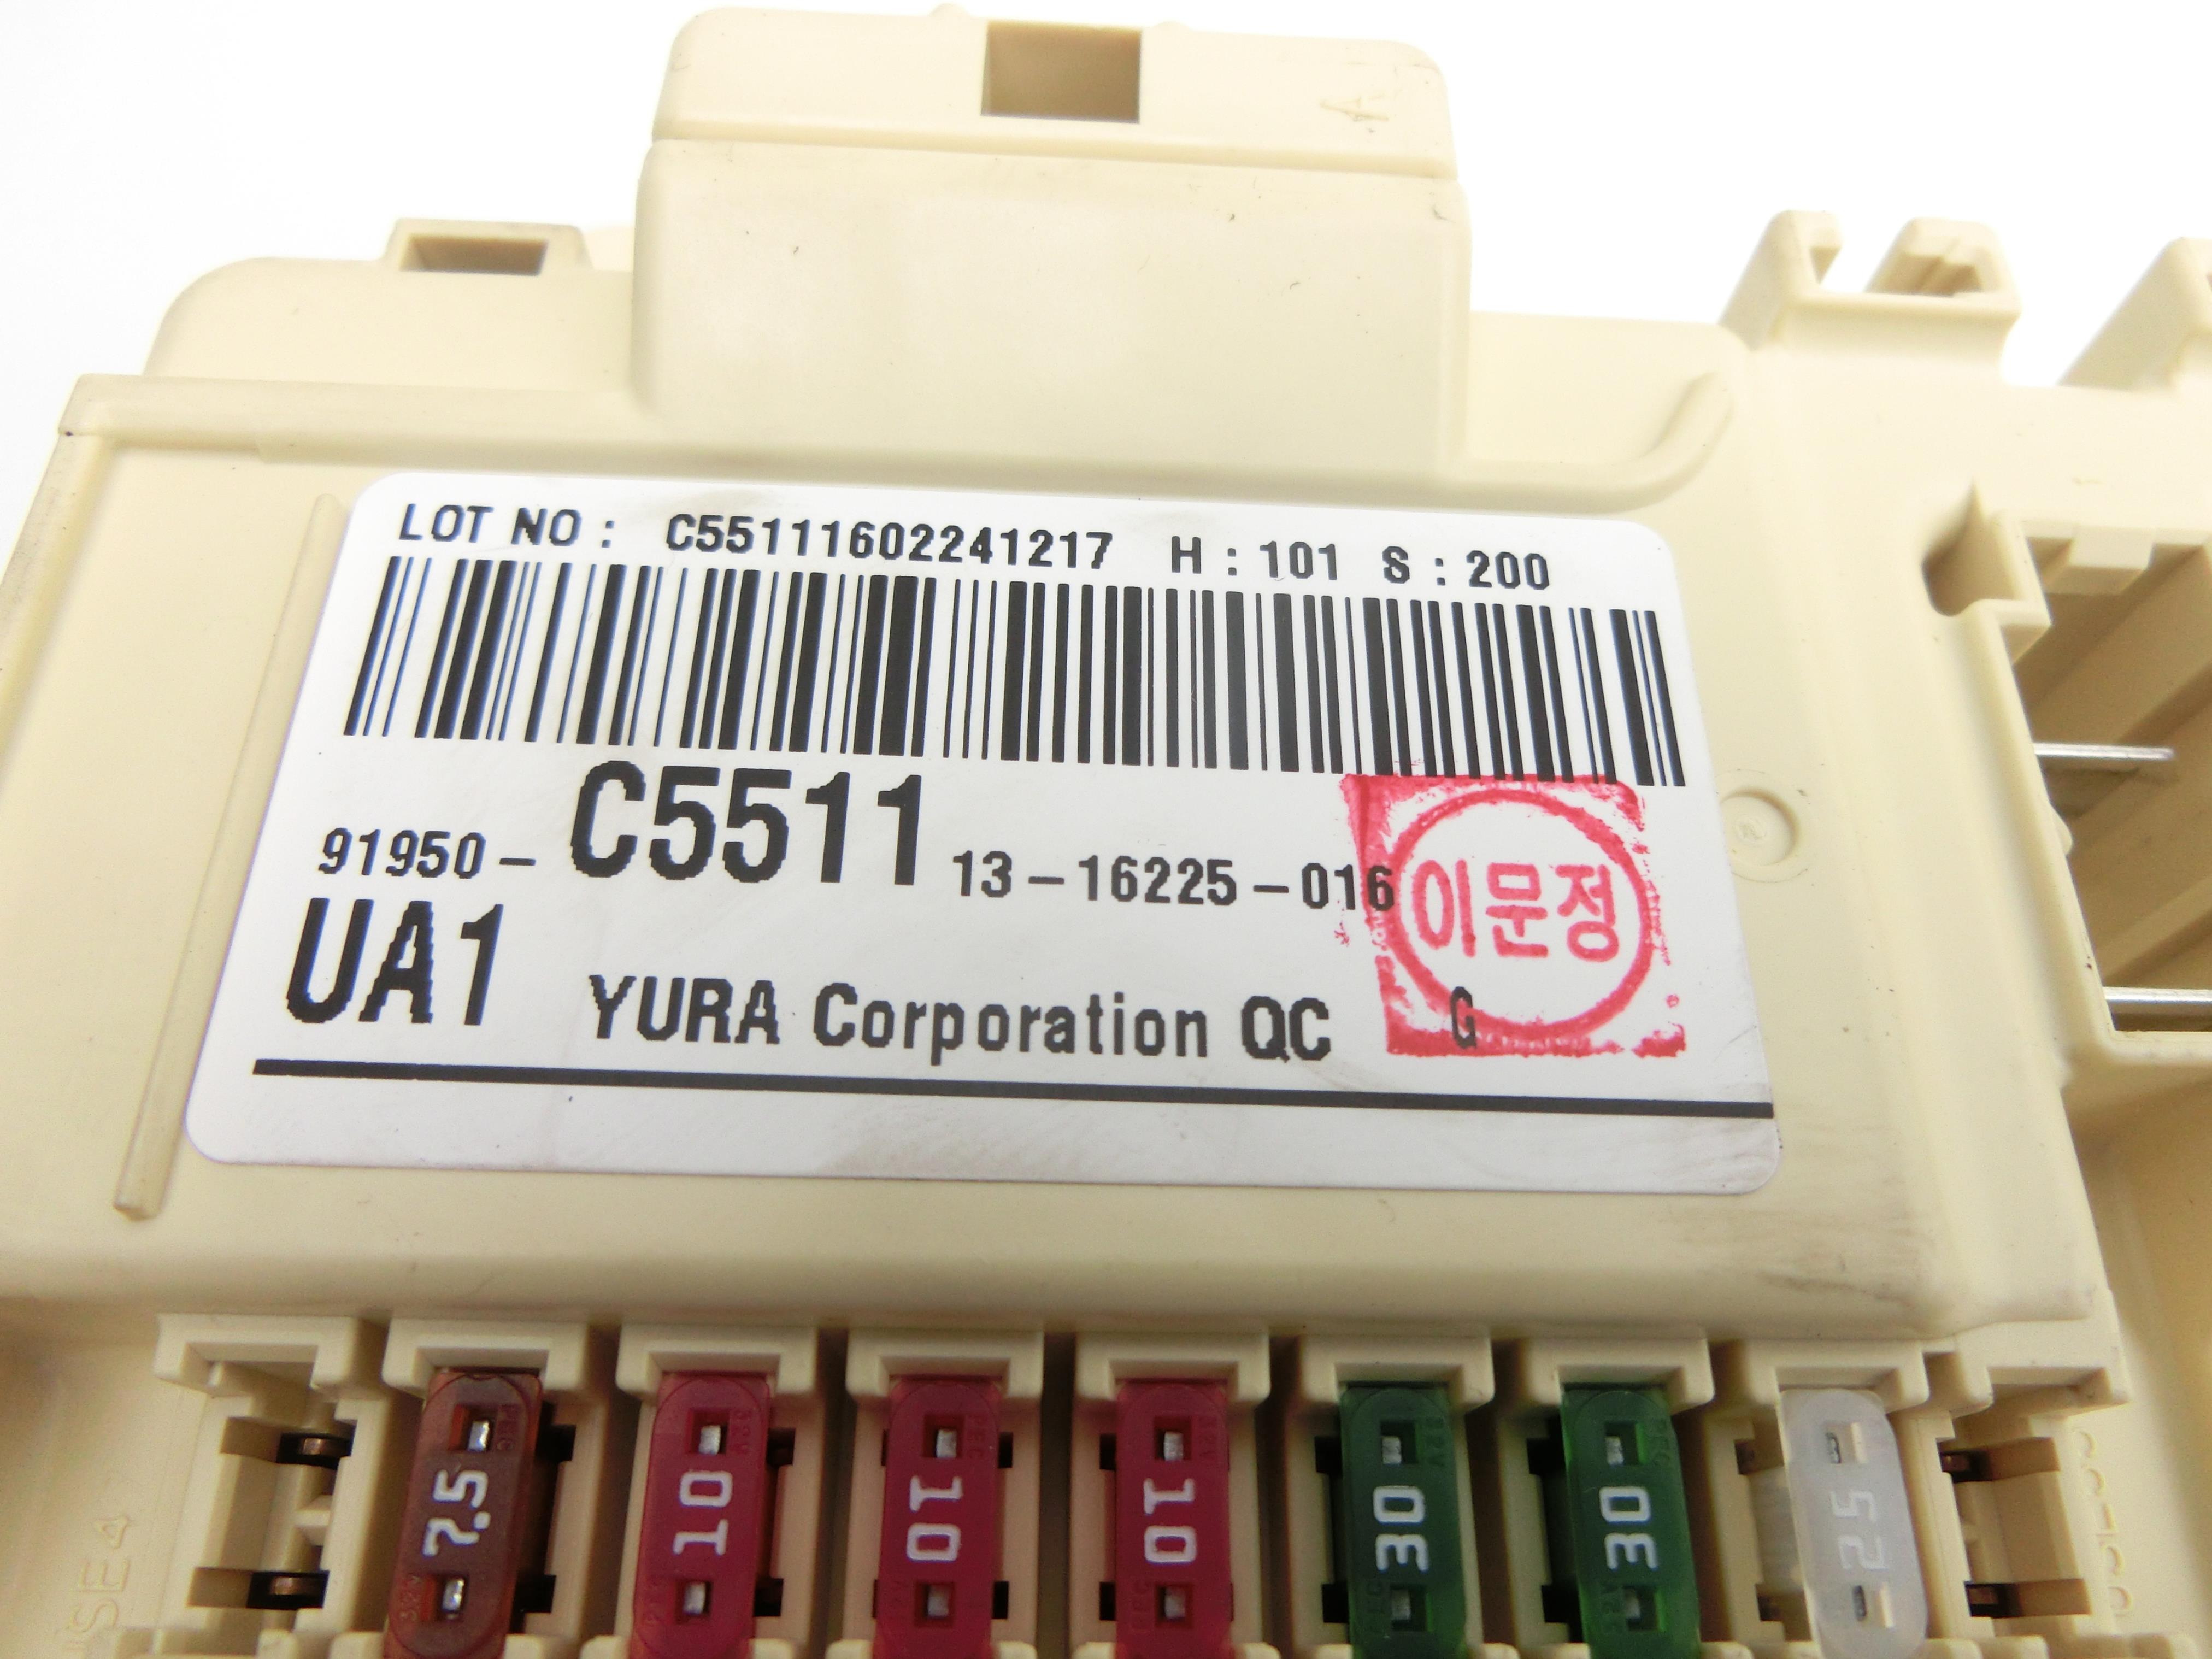 LOT NO : C55111602241217 H : 101 S : 200
91950 - C5511 13 - 16225 - 016
UA1 YURA Corporation QC G
이문정
7.5 10 10 10 30 30 25